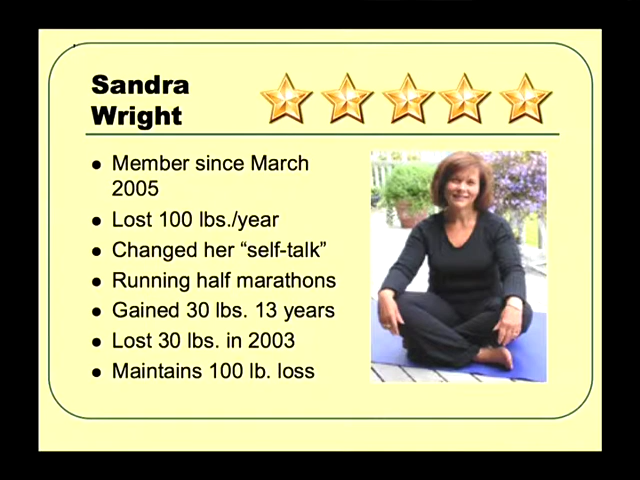 Sandra
Wright
Member since March
2005
Lost 100 lbs./year
Changed her “self-talk”
Running half marathons
Gained 30 lbs. 13 years
Lost 30 lbs. in 2003
Maintains 100 lb. loss